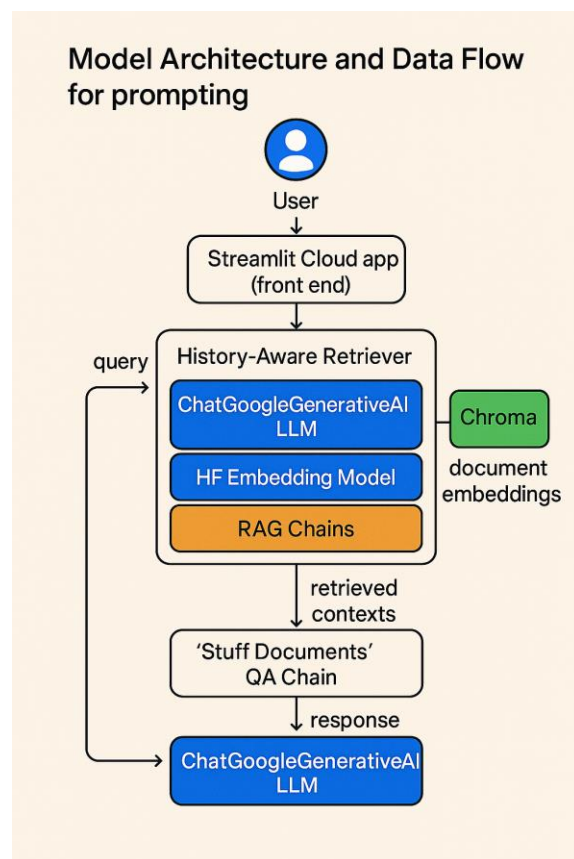 Model Architecture and Data Flow
for prompting
User
Streamlit Cloud app
(front end)
query
History-Aware Retriever
ChatGoogleGenerativeAI
LLM
HF Embedding Model
RAG Chains
Chroma
document
embeddings
retrieved
contexts
‘Stuff Documents’
QA Chain
response
ChatGoogleGenerativeAI
LLM